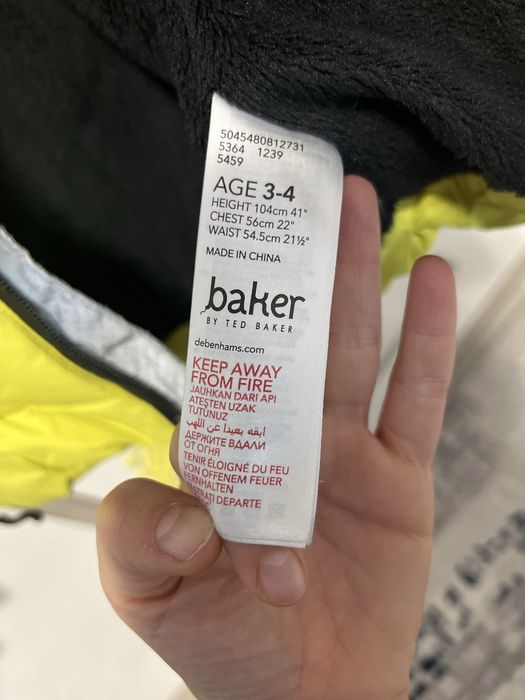 5045480812731
5364 1239
5459
AGE 3-4
HEIGHT 104cm 41"
CHEST 56cm 22"
WAIST 54.5cm 21½"
MADE IN CHINA
baker
BY TED BAKER
debenhams.com
KEEP AWAY
FROM FIRE
JAUHKAN DARI API
ATEŞTEN UZAK
TUTUNUZ
ابقه بعيدا عن اللهب
ДЕРЖИТЕ ВДАЛИ
ОТ ОГНЯ
TENIR ÉLOIGNÉ DU FEU
VON OFFENEM FEUER
FERNHALTEN
DEPARTE